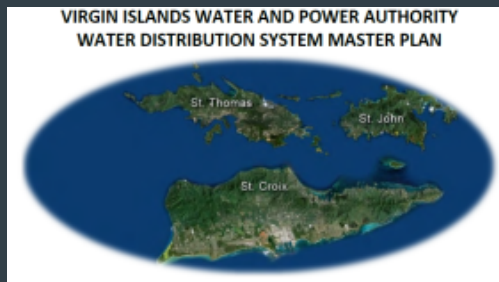 VIRGIN ISLANDS WATER AND POWER AUTHORITY
WATER DISTRIBUTION SYSTEM MASTER PLAN
St. Thomas
St. John
St. Croix